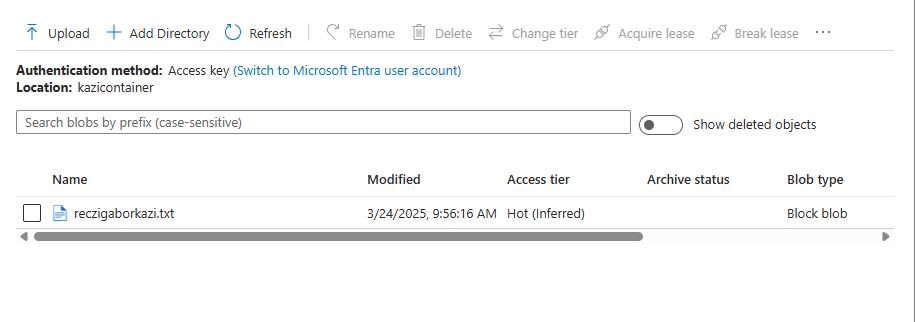 Upload Add Directory Refresh Rename Delete Change tier Acquire lease Break lease ...
Authentication method: Access key (Switch to Microsoft Entra user account)
Location: kazicontainer
Search blobs by prefix (case-sensitive) Show deleted objects
Name Modified Access tier Archive status Blob type
reczigaborkazi.txt 3/24/2025, 9:56:16 AM Hot (Inferred) Block blob